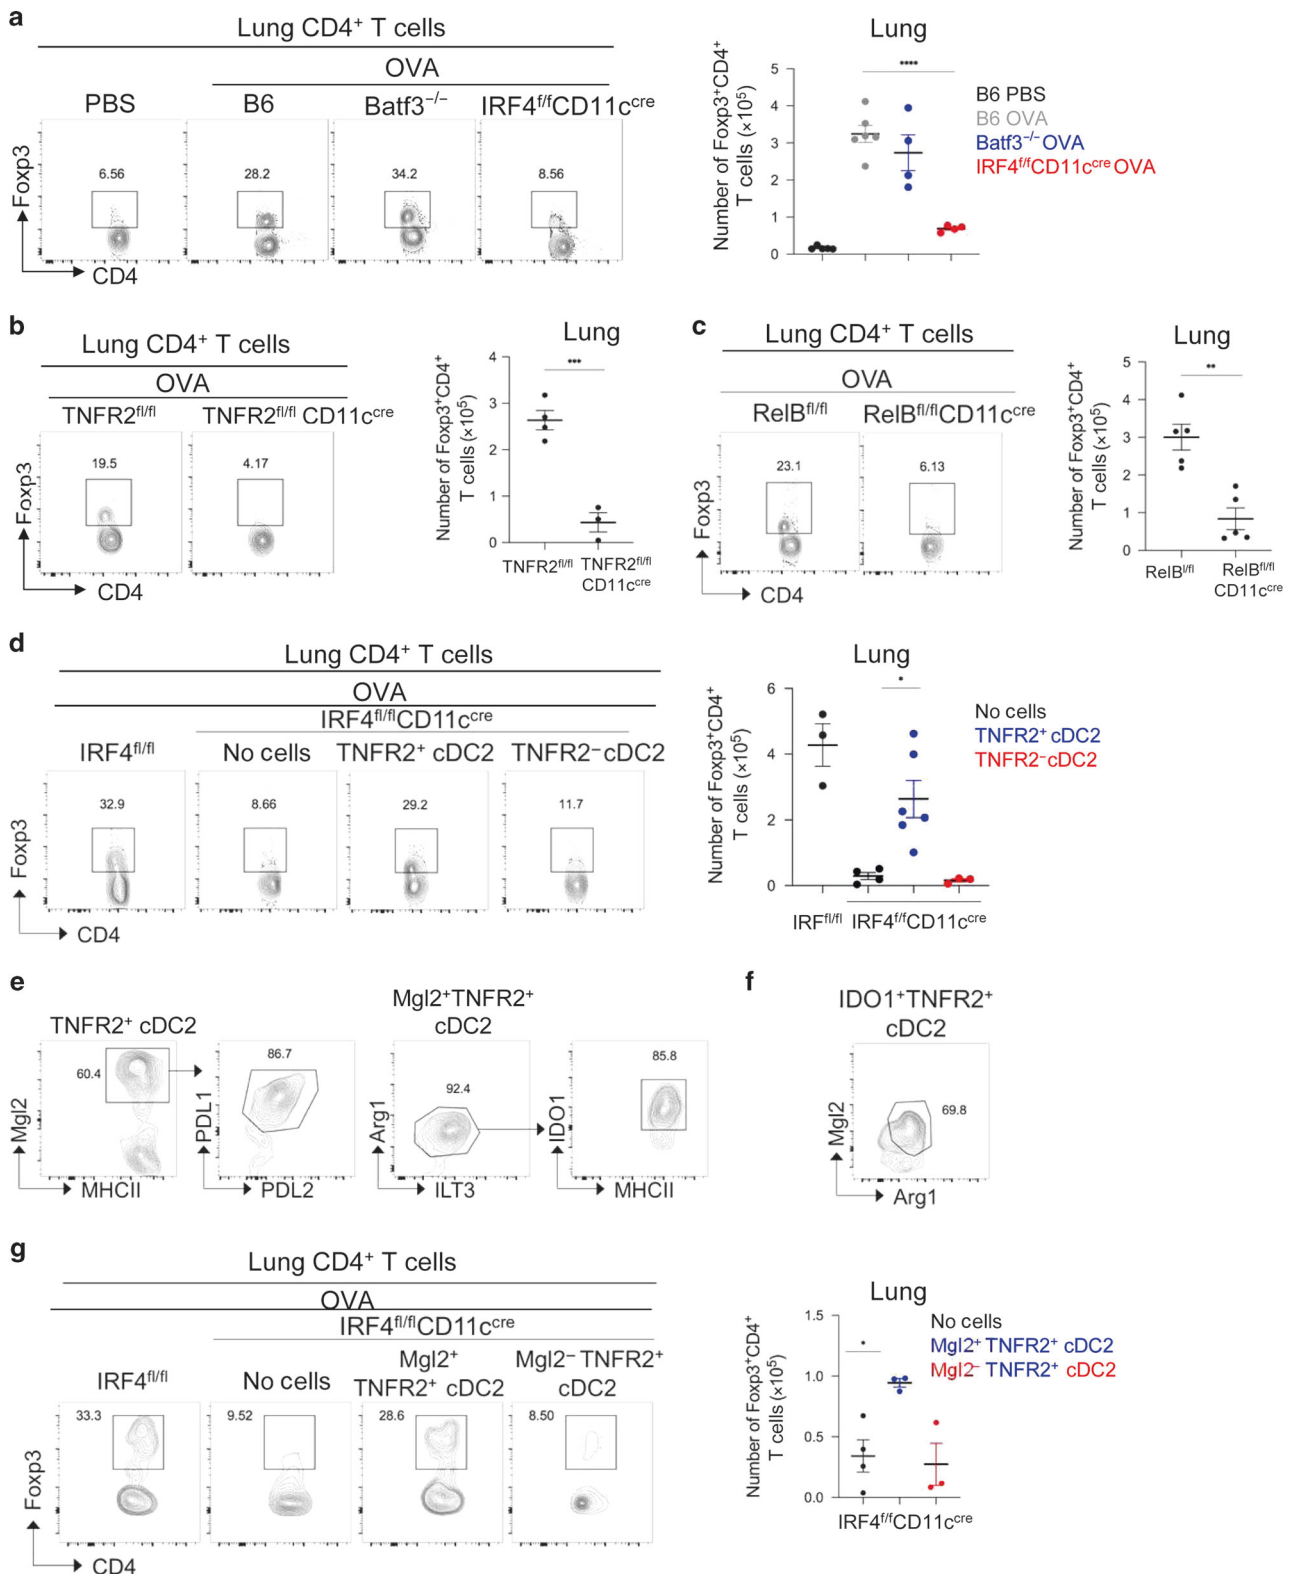 a
Lung CD4⁺ T cells
OVA
PBS B6 Batf3⁻/⁻ IRF4ᶠ/ᶠCD11cᶜʳᵉ
6.56 28.2 34.2 8.56
Foxp3
CD4
Lung
Number of Foxp3⁺CD4⁺
T cells (×10⁵)
5
4
3
2
1
0
****
B6 PBS
B6 OVA
Batf3⁻/⁻ OVA
IRF4ᶠ/ᶠCD11cᶜʳᵉ OVA
b
Lung CD4⁺ T cells
OVA
TNFR2ᶠˡ/ᶠˡ TNFR2ᶠˡ/ᶠˡ CD11cᶜʳᵉ
19.5 4.17
Foxp3
CD4
Lung
Number of Foxp3⁺CD4⁺
T cells (×10⁵)
4
3
2
1
0
***
TNFR2ᶠˡ/ᶠˡ TNFR2ᶠˡ/ᶠˡ
CD11cᶜʳᵉ
c
Lung CD4⁺ T cells
OVA
RelBᶠˡ/ᶠˡ RelBᶠˡ/ᶠˡCD11cᶜʳᵉ
23.1 6.13
Foxp3
CD4
Lung
Number of Foxp3⁺CD4⁺
T cells (×10⁵)
5
4
3
2
1
0
**
RelBˡ/ᶠˡ RelBᶠˡ/ᶠˡ
CD11cᶜʳᵉ
d
Lung CD4⁺ T cells
OVA
IRF4ᶠˡ/ᶠˡCD11cᶜʳᵉ
IRF4ᶠˡ/ᶠˡ No cells TNFR2⁺ cDC2 TNFR2⁻cDC2
32.9 8.66 29.2 11.7
Foxp3
CD4
Lung
Number of Foxp3⁺CD4⁺
T cells (×10⁵)
6
4
2
0
*
No cells
TNFR2⁺ cDC2
TNFR2⁻cDC2
IRFᶠˡ/ᶠˡ IRF4ᶠ/ᶠCD11cᶜʳᵉ
e
TNFR2⁺ cDC2
60.4
Mgl2
MHCII
86.7
PDL1
PDL2
Mgl2⁺TNFR2⁺
cDC2
92.4
Arg1
ILT3
85.8
IDO1
MHCII
f
IDO1⁺TNFR2⁺
cDC2
69.8
Mgl2
Arg1
g
Lung CD4⁺ T cells
OVA
IRF4ᶠˡ/ᶠˡCD11cᶜʳᵉ
IRF4ᶠˡ/ᶠˡ No cells Mgl2⁺ TNFR2⁺ cDC2 Mgl2⁻ TNFR2⁺ cDC2
33.3 9.52 28.6 8.50
Foxp3
CD4
Lung
Number of Foxp3⁺CD4⁺
T cells (×10⁵)
1.5
1.0
0.5
0.0
*
No cells
Mgl2⁺ TNFR2⁺ cDC2
Mgl2⁻ TNFR2⁺ cDC2
IRF4ᶠ/ᶠCD11cᶜʳᵉ